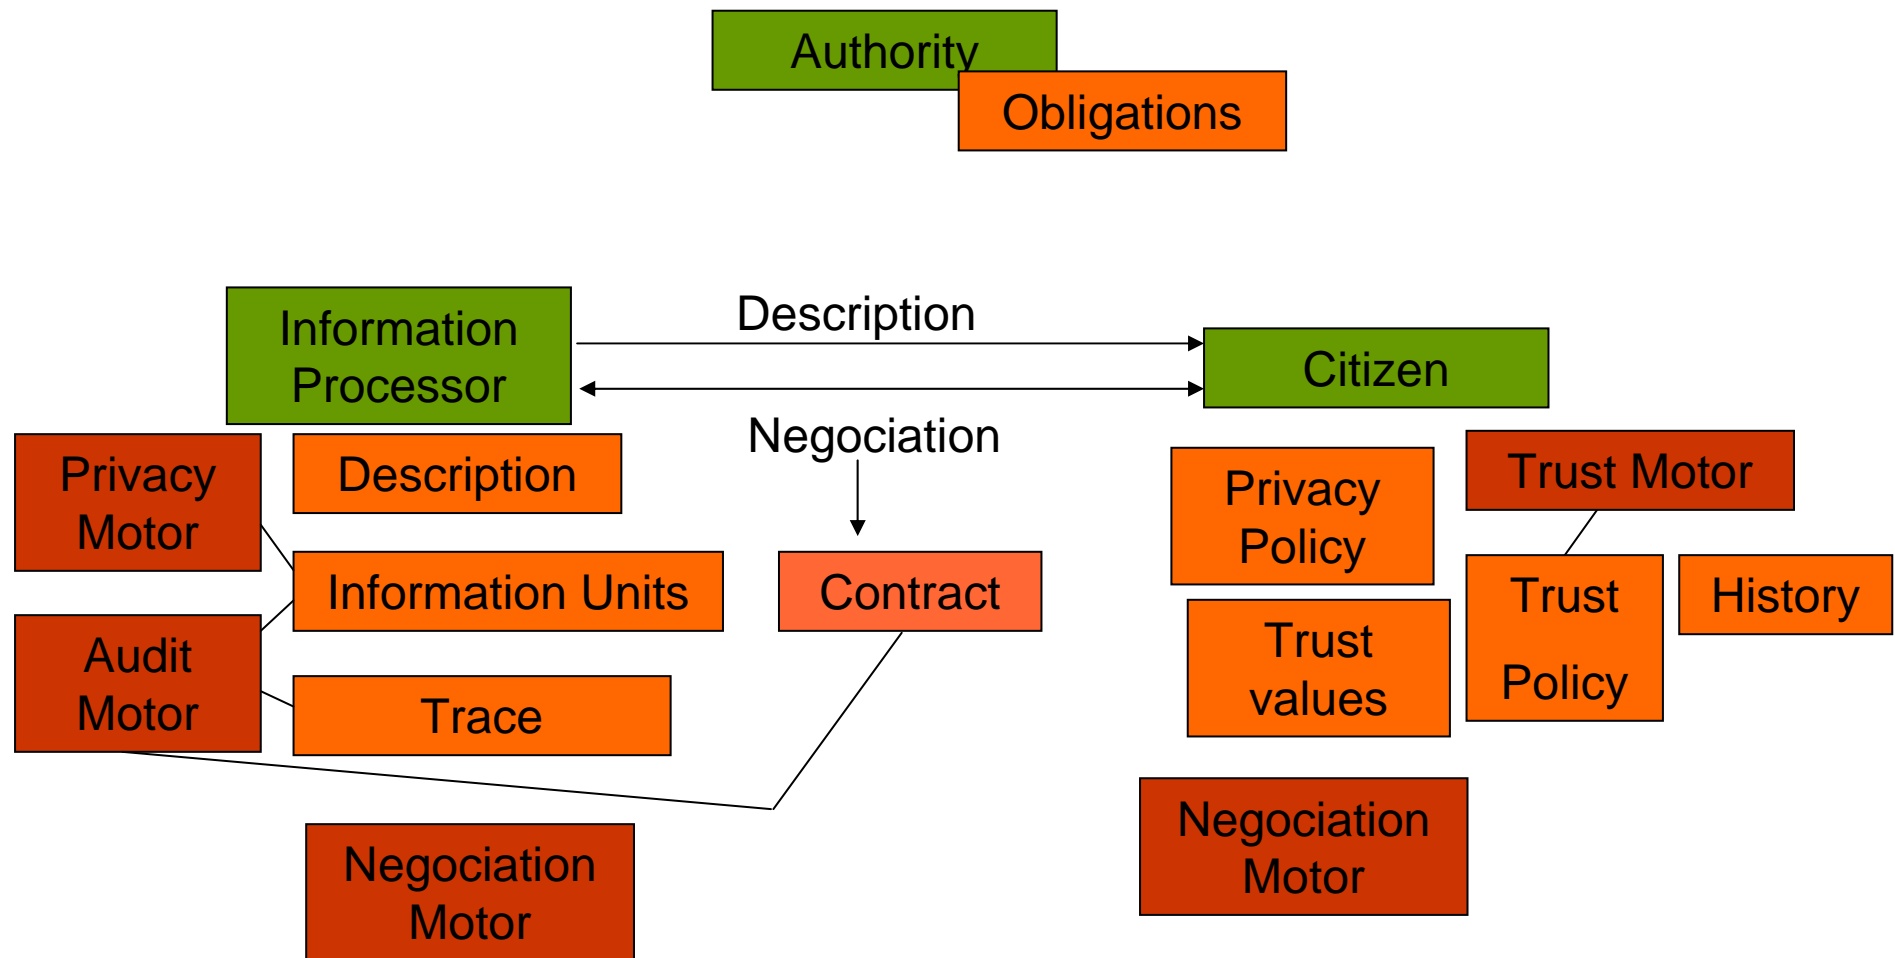 Authority
Obligations
Description
Information
Processor
Citizen
Negociation
Privacy
Motor
Description
Privacy
Policy
Trust Motor
Information Units
Contract
Trust
Policy
History
Audit
Motor
Trust
values
Trace
Negociation
Motor
Negociation
Motor